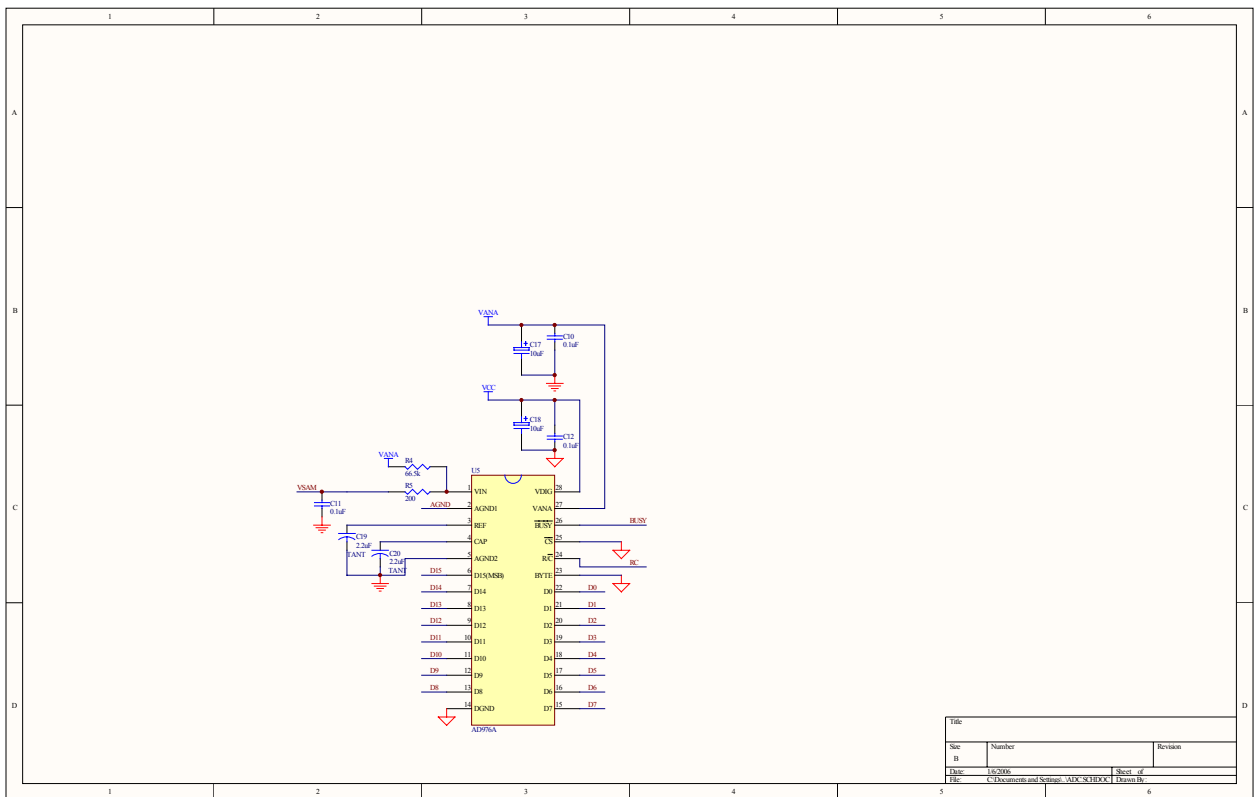 1 2 3 4 5 6
A A
B B
VANA
C17
10uF
C10
0.1uF
VCC
C18
10uF
C12
0.1uF
VANA
R4
66.5k
VSAM
R5
200
C11
0.1uF
U5
1 VIN VDIG 28
AGND 2 AGND1 VANA 27
3 REF BUSY 26 BUSY
4 CAP CS 25
5 AGND2 R/C 24 RC
C19
2.2uF
TANT
C20
2.2uF
TANT
D15 6 D15(MSB) BYTE 23
D14 7 D14 D0 22 D0
D13 8 D13 D1 21 D1
D12 9 D12 D2 20 D2
D11 10 D11 D3 19 D3
D10 11 D10 D4 18 D4
D9 12 D9 D5 17 D5
D8 13 D8 D6 16 D6
14 DGND D7 15 D7
AD976A
C C
D D
Title
Size Number Revision
B
Date: 1/6/2006 Sheet of
File: C:\Documents and Settings\..\ADC.SCHDOC Drawn By:
1 2 3 4 5 6